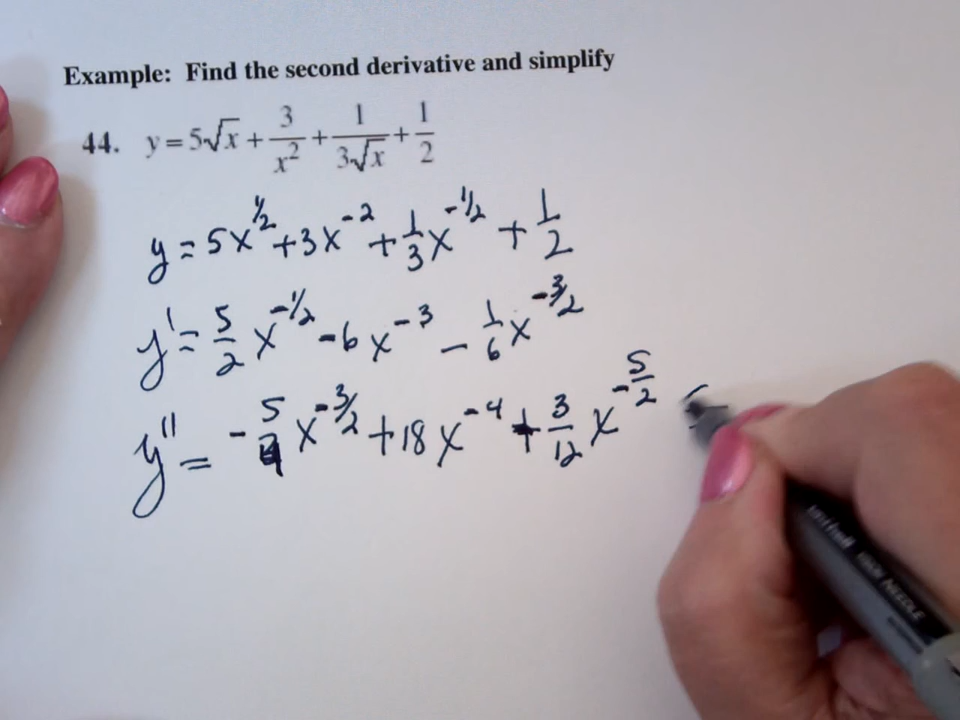 Example: Find the second derivative and simplify
44. y = 5√x + 3/x² + 1/(3√x) + 1/2
y = 5x^(1/2) + 3x^(-2) + 1/3 x^(-1/2) + 1/2
y' = 5/2 x^(-1/2) - 6x^(-3) - 1/6 x^(-3/2)
y'' = - 5/4 x^(-3/2) + 18x^(-4) + 3/12 x^(-5/2)